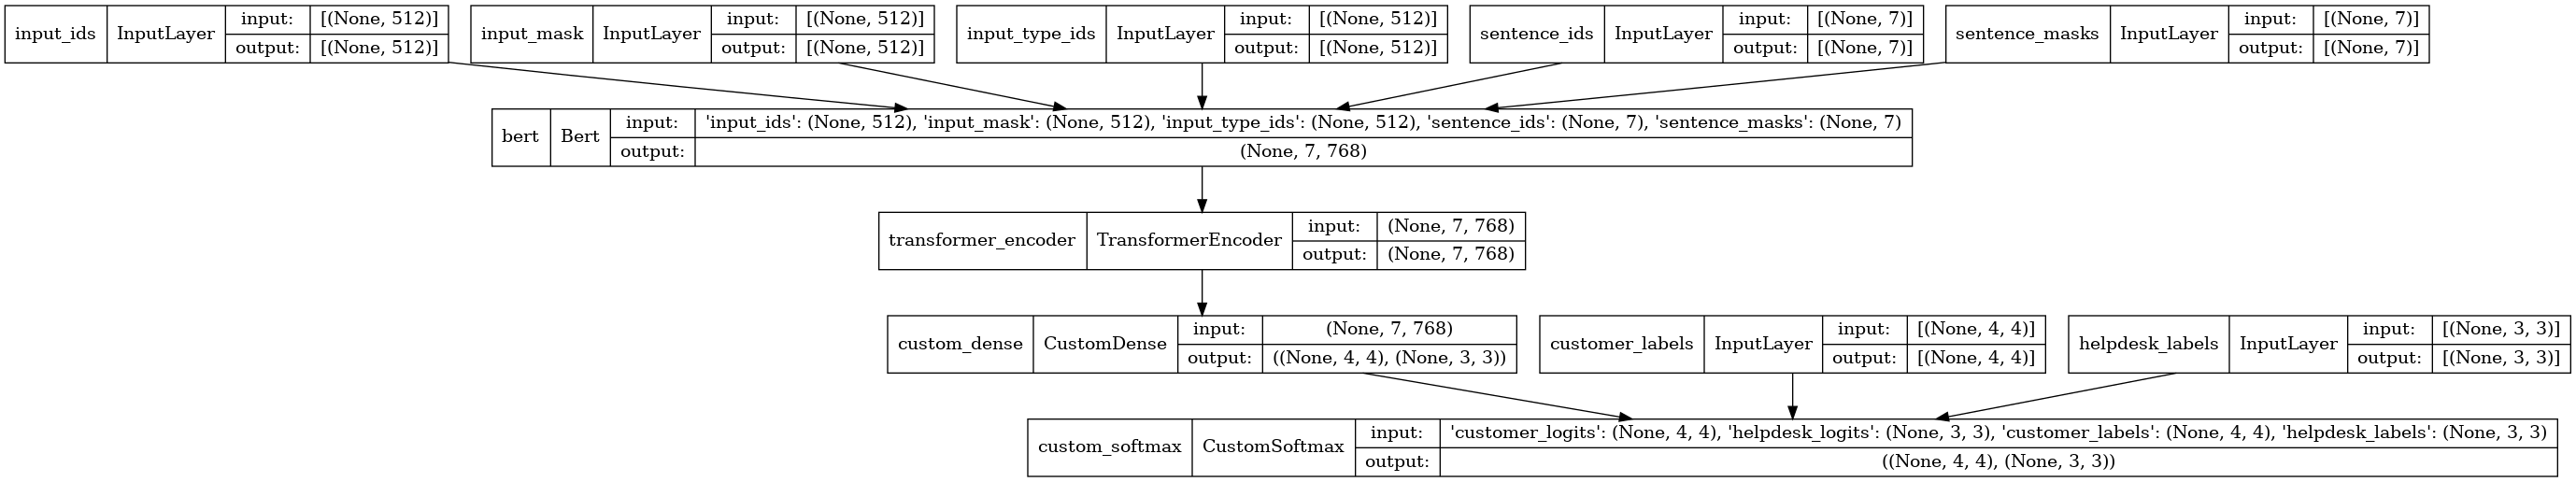 input_ids InputLayer input: [(None, 512)]
output: [(None, 512)]
input_mask InputLayer input: [(None, 512)]
output: [(None, 512)]
input_type_ids InputLayer input: [(None, 512)]
output: [(None, 512)]
sentence_ids InputLayer input: [(None, 7)]
output: [(None, 7)]
sentence_masks InputLayer input: [(None, 7)]
output: [(None, 7)]
bert Bert input: 'input_ids': (None, 512), 'input_mask': (None, 512), 'input_type_ids': (None, 512), 'sentence_ids': (None, 7), 'sentence_masks': (None, 7)
output: (None, 7, 768)
transformer_encoder TransformerEncoder input: (None, 7, 768)
output: (None, 7, 768)
custom_dense CustomDense input: (None, 7, 768)
output: ((None, 4, 4), (None, 3, 3))
customer_labels InputLayer input: [(None, 4, 4)]
output: [(None, 4, 4)]
helpdesk_labels InputLayer input: [(None, 3, 3)]
output: [(None, 3, 3)]
custom_softmax CustomSoftmax input: 'customer_logits': (None, 4, 4), 'helpdesk_logits': (None, 3, 3), 'customer_labels': (None, 4, 4), 'helpdesk_labels': (None, 3, 3)
output: ((None, 4, 4), (None, 3, 3))